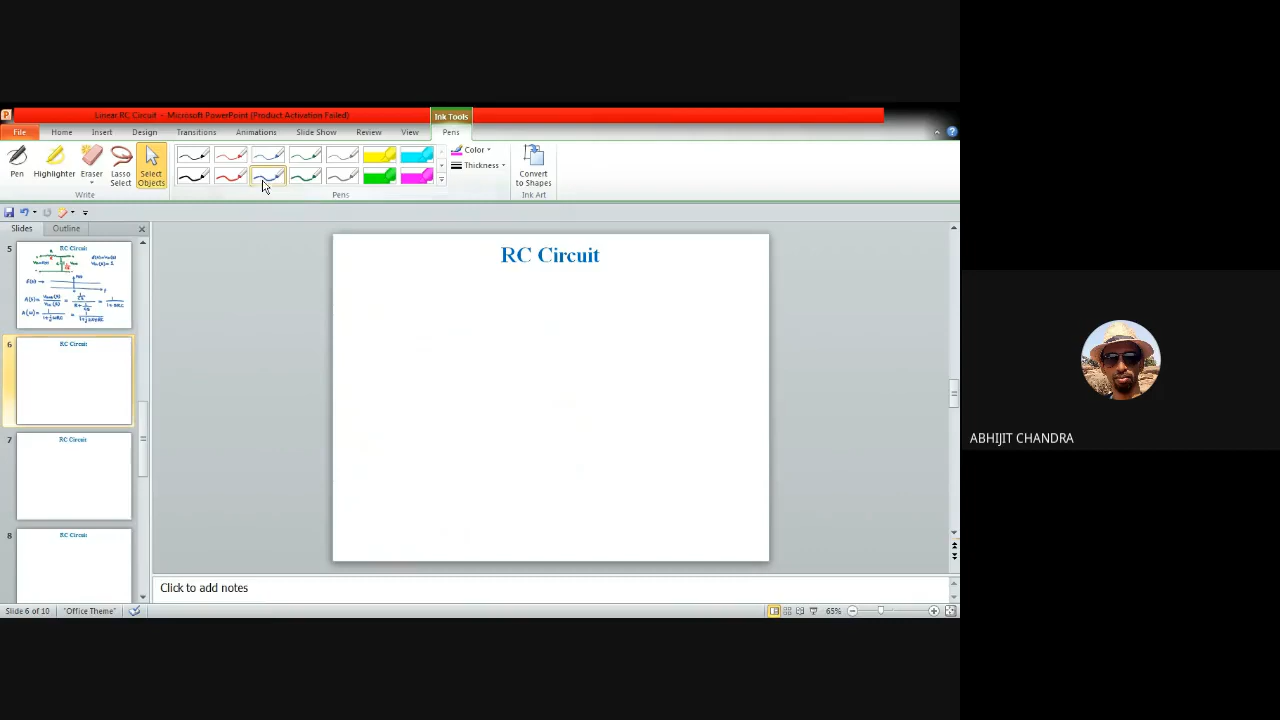 Linear RC Circuit - Microsoft PowerPoint (Product Activation Failed)
Ink Tools
File Home Insert Design Transitions Animations Slide Show Review View Pens
Pen Highlighter Eraser Lasso Select Select Objects
Color
Thickness
Convert to Shapes
Write Pens Ink Art
Slides Outline
5
RC Circuit
6
RC Circuit
7
RC Circuit
8
RC Circuit
RC Circuit
ABHIJIT CHANDRA
Click to add notes
Slide 6 of 10 "Office Theme" 65%